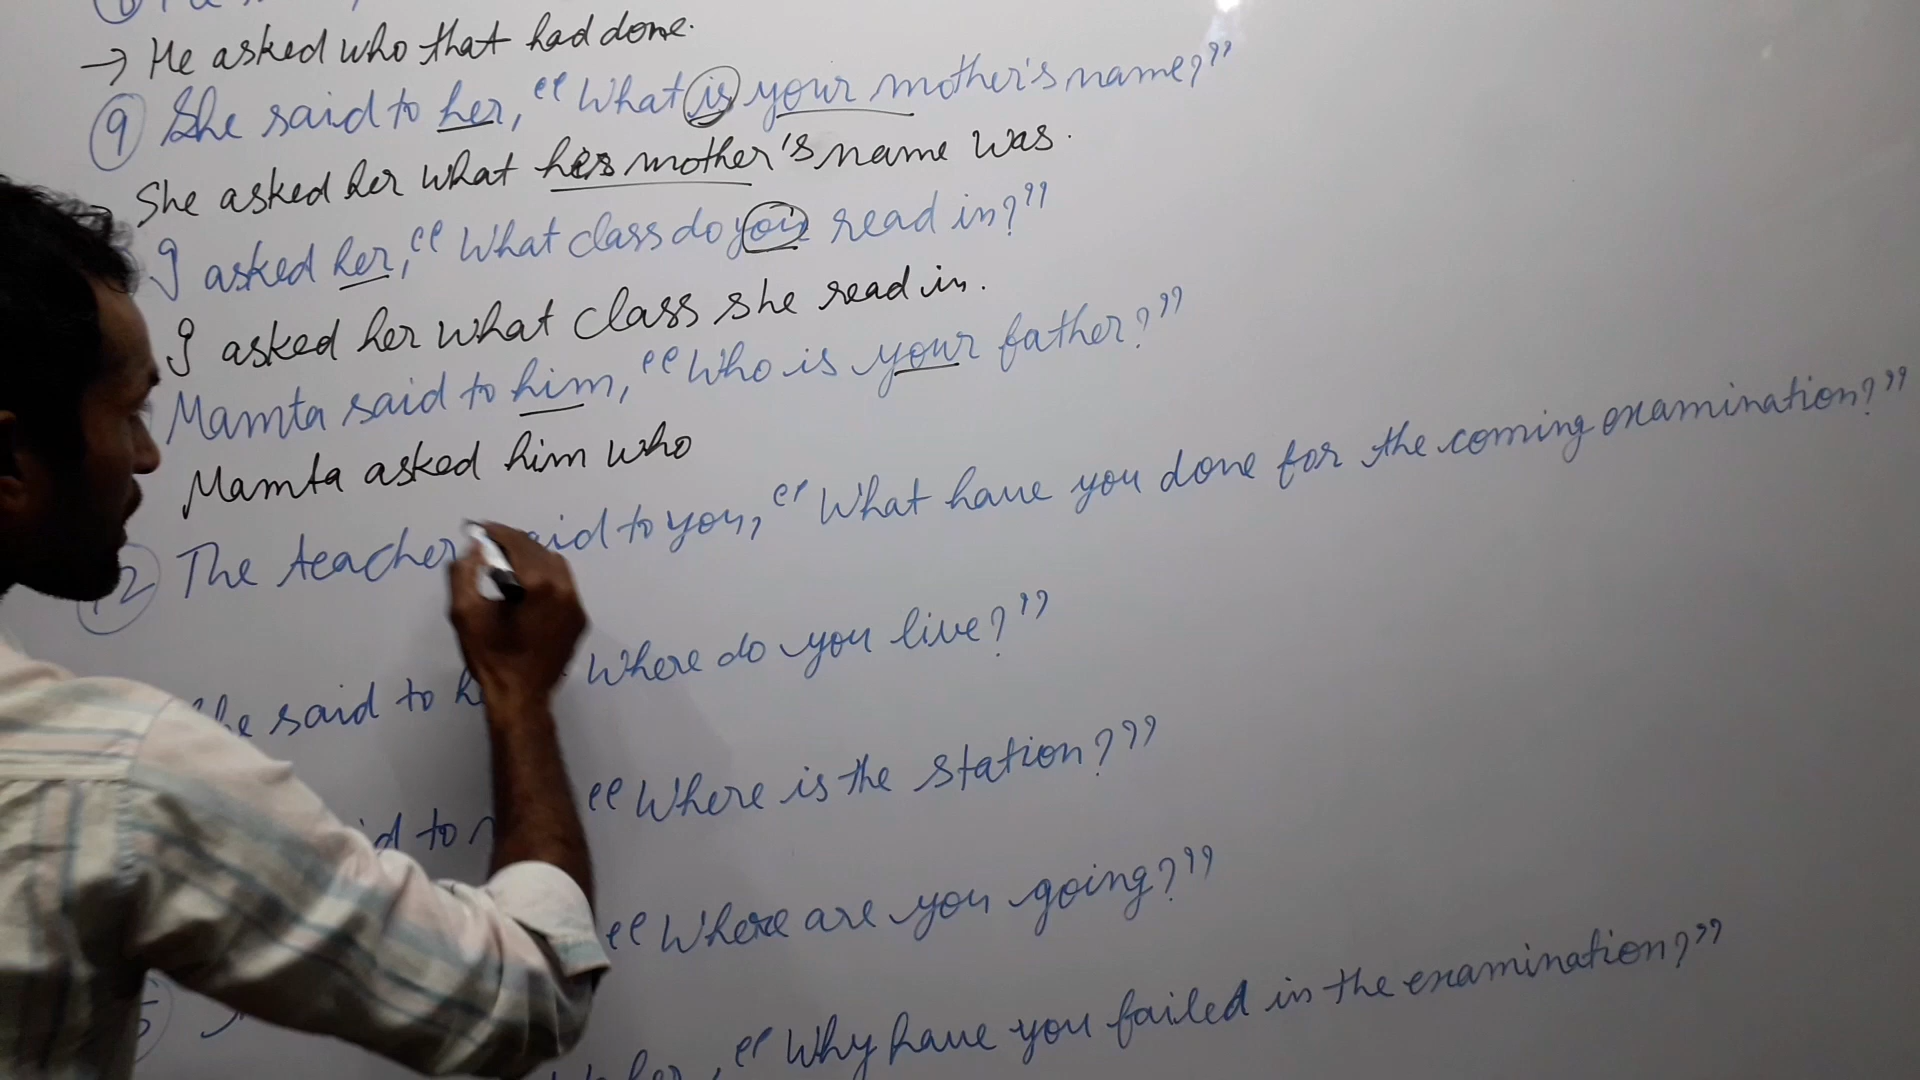 → He asked who that had done.
9 She said to her, "What is your mother's name?"
She asked her what her mother's name was.
I asked her, "What class do you read in?"
I asked her what class she read in.
Mamta said to him, "Who is your father?"
Mamta asked him who
12 The teacher said to you, "What have you done for the coming examination?"
said to Where do you live?"
to "Where is the station?"
"Where are you going?"
her, "Why have you failed in the examination?"